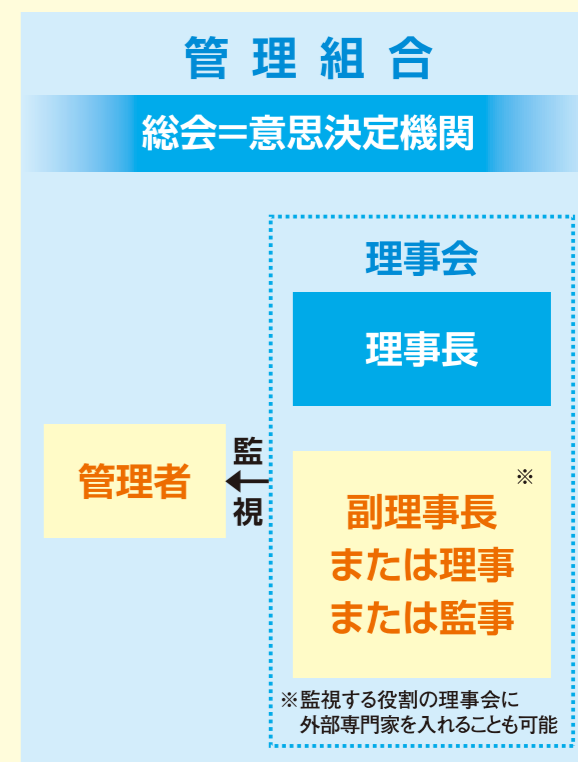 管理組合
総会=意思決定機関
理事会
理事長
管理者
監視
※
副理事長
または理事
または監事
※監視する役割の理事会に
外部専門家を入れることも可能